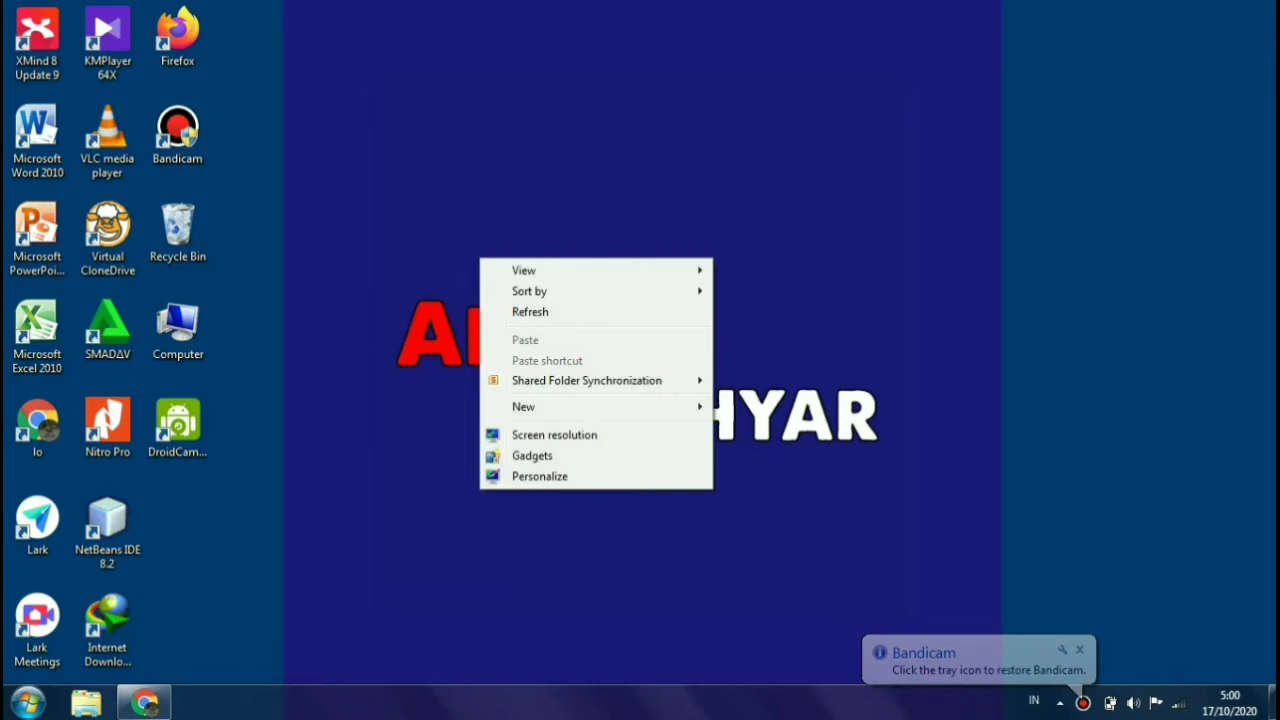 XMind 8
Update 9
KMPlayer
64X
Firefox
Microsoft
Word 2010
VLC media
player
Bandicam
Microsoft
PowerPoi...
Virtual
CloneDrive
Recycle Bin
Microsoft
Excel 2010
SMADΔV
Computer
Io
Nitro Pro
DroidCam...
Lark
NetBeans IDE
8.2
Lark
Meetings
Internet
Downlo...
View
Sort by
Refresh
Paste
Paste shortcut
Shared Folder Synchronization
New
Screen resolution
Gadgets
Personalize
HYAR
Bandicam
Click the tray icon to restore Bandicam.
IN
5:00
17/10/2020